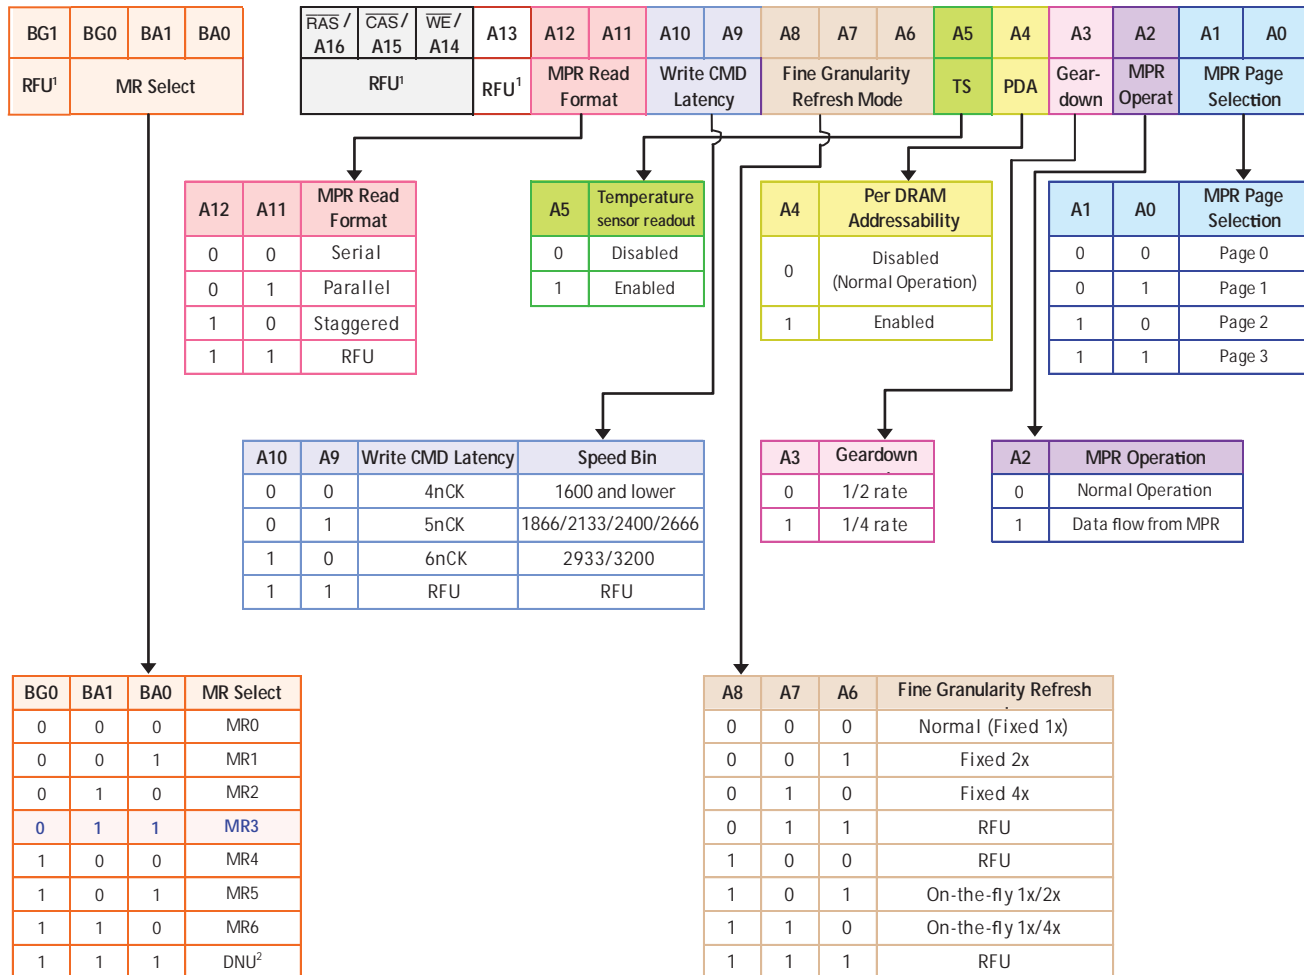 BG1 BG0 BA1 BA0 RAS / A16 CAS / A15 WE / A14 A13 A12 A11 A10 A9 A8 A7 A6 A5 A4 A3 A2 A1 A0
RFU¹ MR Select RFU¹ RFU¹ MPR Read Format Write CMD Latency Fine Granularity Refresh Mode TS PDA Gear-down MPR Operat MPR Page Selection
A12 A11 MPR Read Format
0 0 Serial
0 1 Parallel
1 0 Staggered
1 1 RFU
A5 Temperature sensor readout
0 Disabled
1 Enabled
A4 Per DRAM Addressability
0 Disabled (Normal Operation)
1 Enabled
A1 A0 MPR Page Selection
0 0 Page 0
0 1 Page 1
1 0 Page 2
1 1 Page 3
A10 A9 Write CMD Latency Speed Bin
0 0 4nCK 1600 and lower
0 1 5nCK 1866/2133/2400/2666
1 0 6nCK 2933/3200
1 1 RFU RFU
A3 Geardown
0 1/2 rate
1 1/4 rate
A2 MPR Operation
0 Normal Operation
1 Data flow from MPR
BG0 BA1 BA0 MR Select
0 0 0 MR0
0 0 1 MR1
0 1 0 MR2
0 1 1 MR3
1 0 0 MR4
1 0 1 MR5
1 1 0 MR6
1 1 1 DNU²
A8 A7 A6 Fine Granularity Refresh
0 0 0 Normal (Fixed 1x)
0 0 1 Fixed 2x
0 1 0 Fixed 4x
0 1 1 RFU
1 0 0 RFU
1 0 1 On-the-fly 1x/2x
1 1 0 On-the-fly 1x/4x
1 1 1 RFU